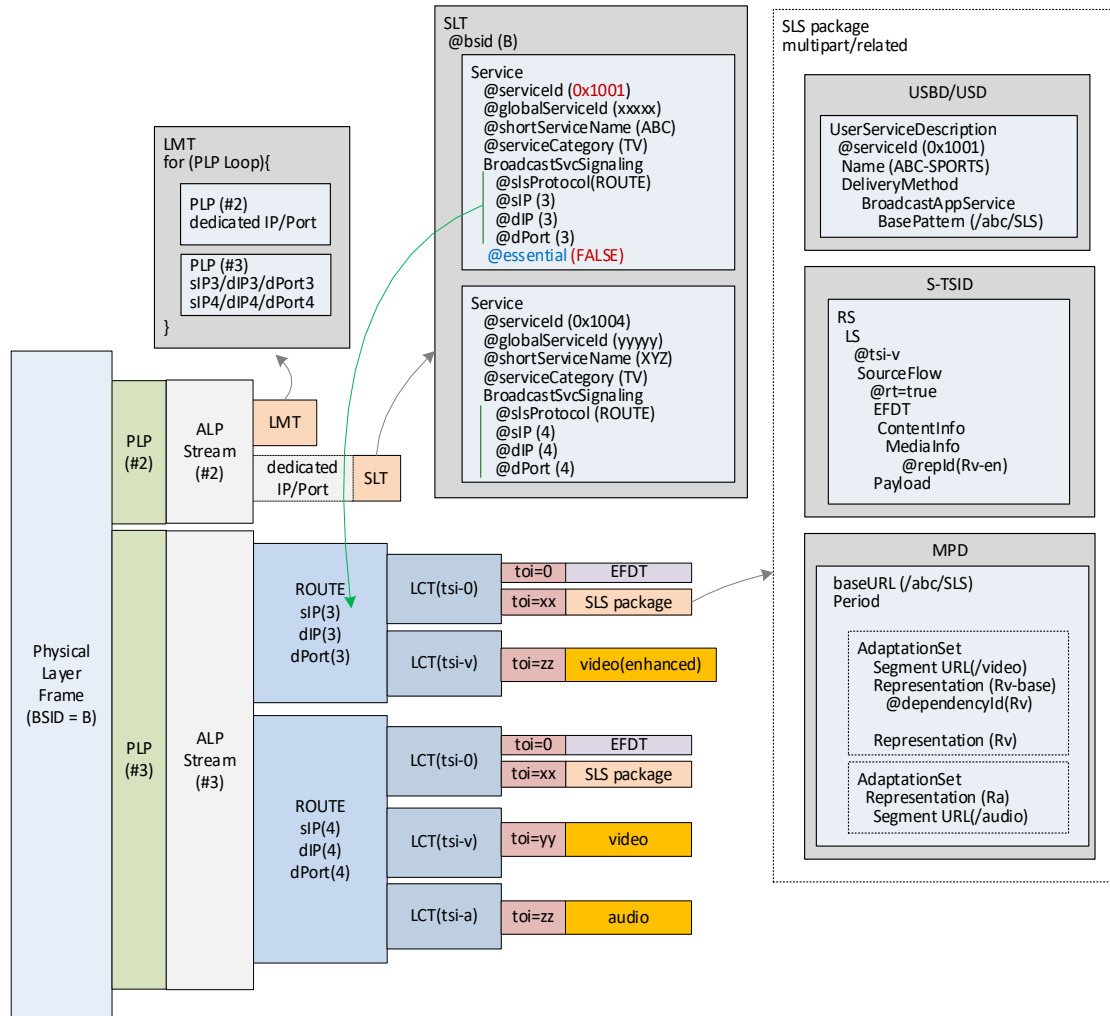 SLT
@bsid (B)
Service
@serviceId (0x1001)
@globalServiceId (xxxxx)
@shortServiceName (ABC)
@serviceCategory (TV)
BroadcastSvcSignaling
@slsProtocol(ROUTE)
@sIP (3)
@dIP (3)
@dPort (3)
@essential (FALSE)
Service
@serviceId (0x1004)
@globalServiceId (yyyyy)
@shortServiceName (XYZ)
@serviceCategory (TV)
BroadcastSvcSignaling
@slsProtocol (ROUTE)
@sIP (4)
@dIP (4)
@dPort (4)
SLS package
multipart/related
USBD/USD
UserServiceDescription
@serviceId (0x1001)
Name (ABC-SPORTS)
DeliveryMethod
BroadcastAppService
BasePattern (/abc/SLS)
S-TSID
RS
LS
@tsi-v
SourceFlow
@rt=true
EFDT
ContentInfo
MediaInfo
@repId(Rv-en)
Payload
MPD
baseURL (/abc/SLS)
Period
AdaptationSet
Segment URL(/video)
Representation (Rv-base)
@dependencyId(Rv)
Representation (Rv)
AdaptationSet
Representation (Ra)
Segment URL(/audio)
LMT
for (PLP Loop){
PLP (#2)
dedicated IP/Port
PLP (#3)
sIP3/dIP3/dPort3
sIP4/dIP4/dPort4
}
Physical
Layer
Frame
(BSID = B)
PLP
(#2)
ALP
Stream
(#2)
LMT
dedicated
IP/Port
SLT
PLP
(#3)
ALP
Stream
(#3)
ROUTE
sIP(3)
dIP(3)
dPort(3)
LCT(tsi-0)
toi=0
EFDT
toi=xx
SLS package
LCT(tsi-v)
toi=zz
video(enhanced)
ROUTE
sIP(4)
dIP(4)
dPort(4)
LCT(tsi-0)
toi=0
EFDT
toi=xx
SLS package
LCT(tsi-v)
toi=yy
video
LCT(tsi-a)
toi=zz
audio